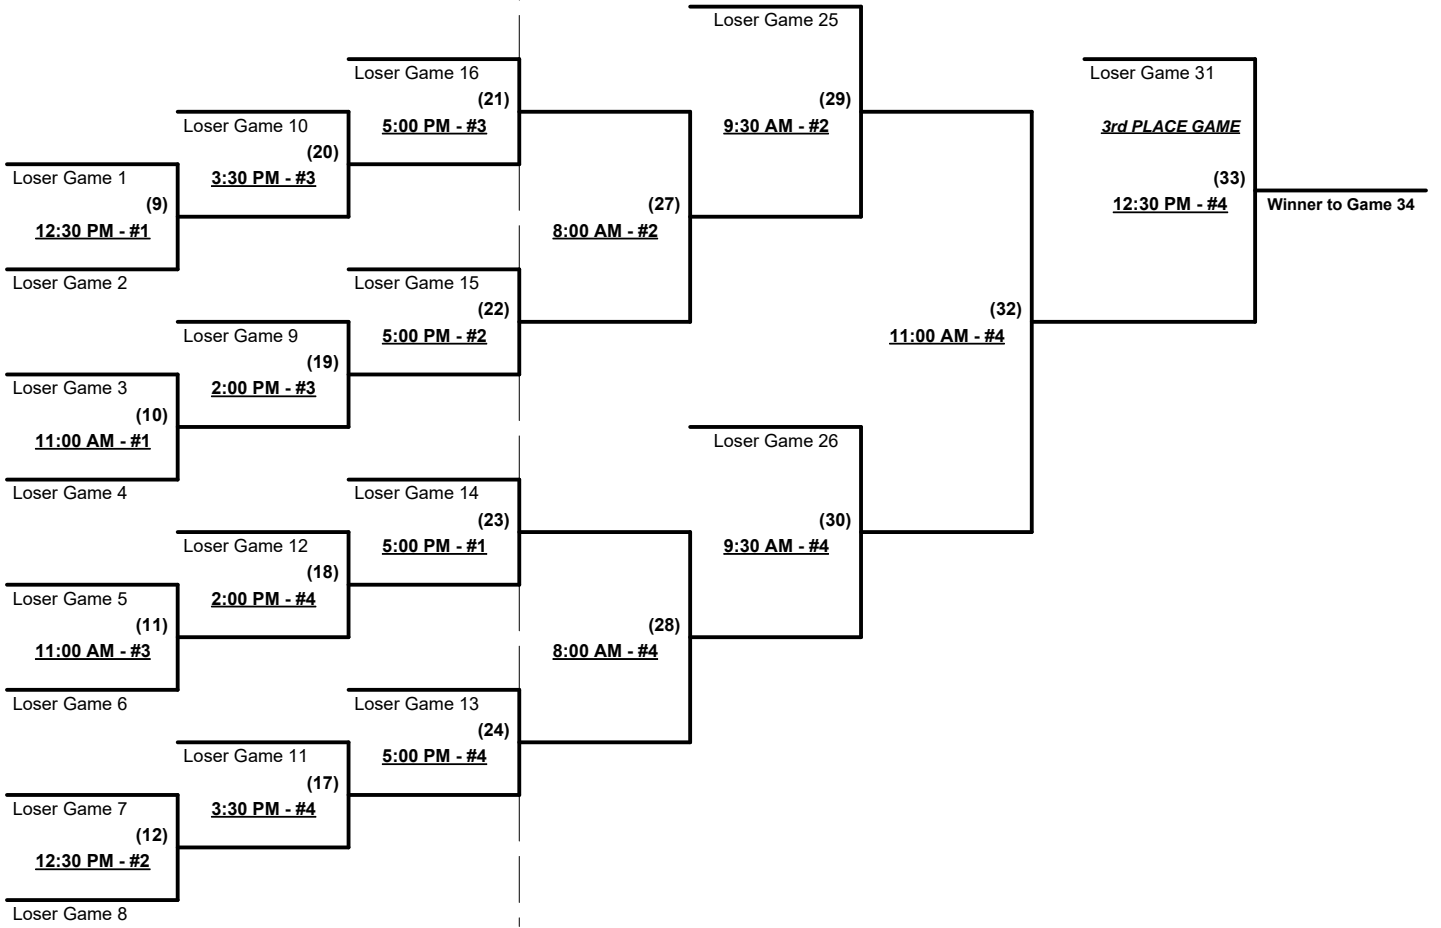 Loser Game 25
Loser Game 16
(21)
5:00 PM - #3
Loser Game 31
(29)
9:30 AM - #2
3rd PLACE GAME
Loser Game 10
(20)
3:30 PM - #3
Loser Game 1
(9)
12:30 PM - #1
Loser Game 2
(27)
8:00 AM - #2
(33)
12:30 PM - #4
Winner to Game 34
Loser Game 15
(22)
5:00 PM - #2
Loser Game 9
(19)
2:00 PM - #3
(32)
11:00 AM - #4
Loser Game 3
(10)
11:00 AM - #1
Loser Game 4
Loser Game 26
Loser Game 14
(23)
5:00 PM - #1
(30)
9:30 AM - #4
Loser Game 12
(18)
2:00 PM - #4
Loser Game 5
(11)
11:00 AM - #3
Loser Game 6
(28)
8:00 AM - #4
Loser Game 13
(24)
5:00 PM - #4
Loser Game 11
(17)
3:30 PM - #4
Loser Game 7
(12)
12:30 PM - #2
Loser Game 8